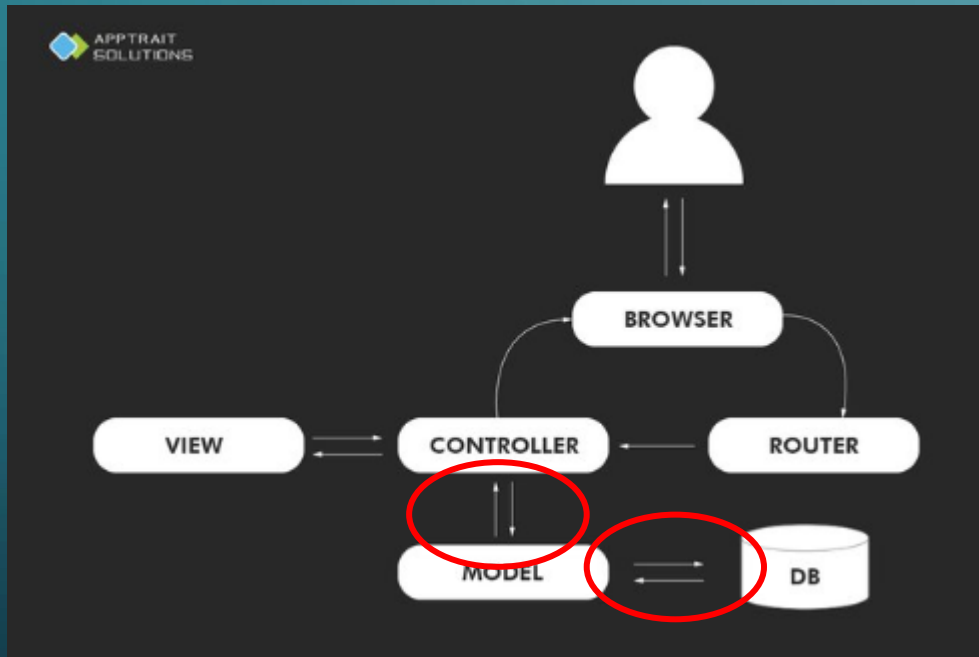 APPTRAIT
SOLUTIONS
BROWSER
VIEW
CONTROLLER
ROUTER
MODEL
DB